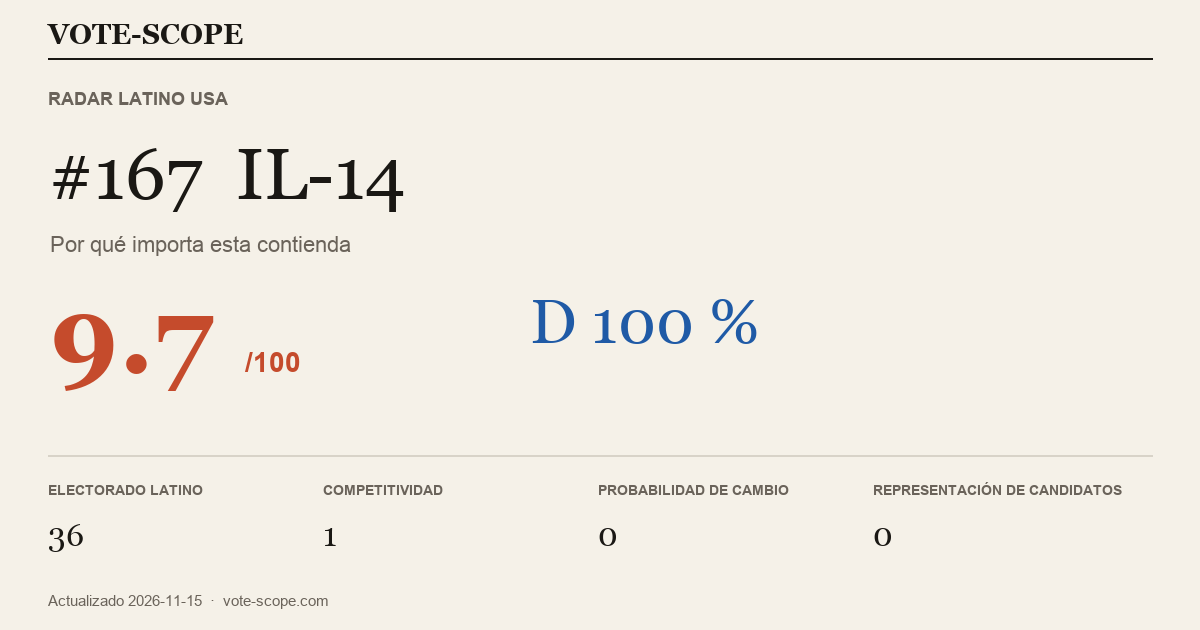 VOTE-SCOPE
RADAR LATINO USA
#167 IL-14
Por qué importa esta contienda
9.7 /100
D 100 %
ELECTORADO LATINO
COMPETITIVIDAD
PROBABILIDAD DE CAMBIO
REPRESENTACIÓN DE CANDIDATOS
36
1
0
0
Actualizado 2026-11-15 · vote-scope.com